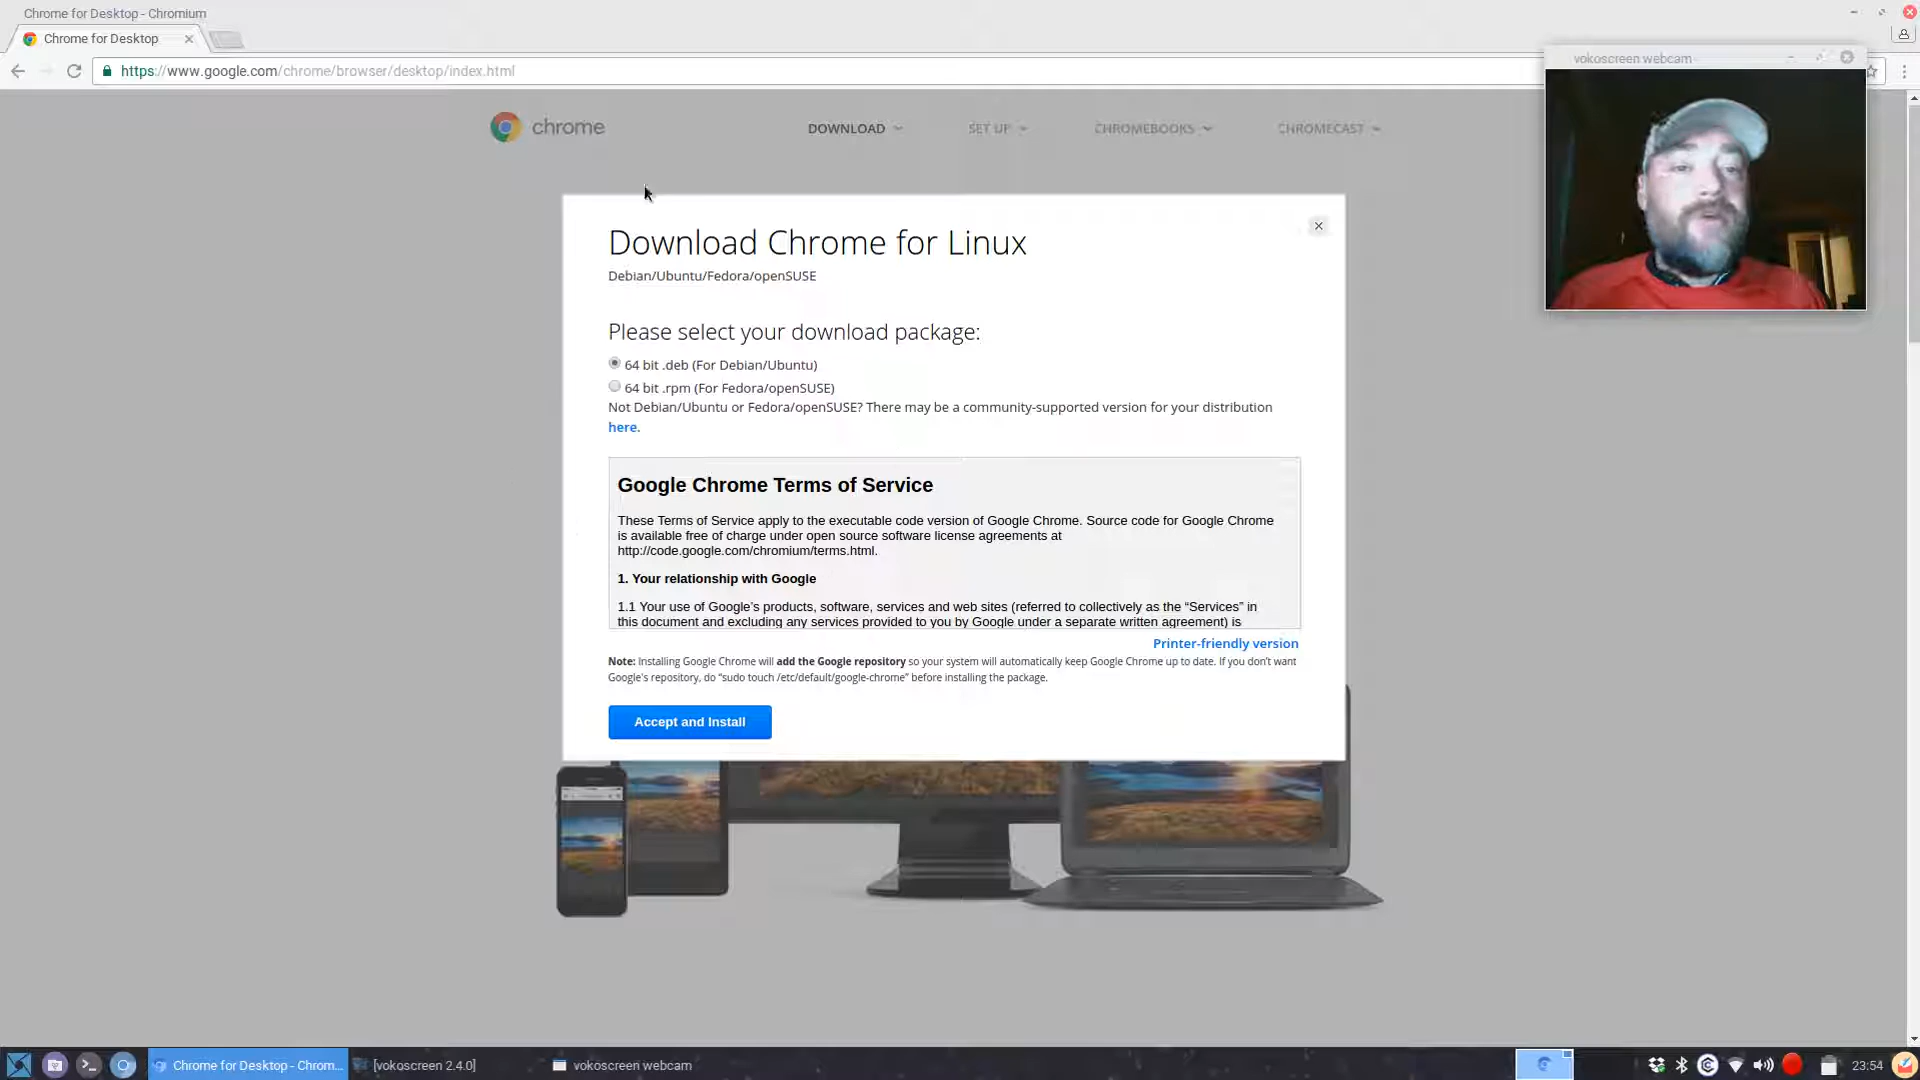 Chrome for Desktop - Chromium
Chrome for Desktop
https://www.google.com/chrome/browser/desktop/index.html
vokoscreen webcam
chrome
DOWNLOAD
SET UP
CHROMEBOOKS
CHROMECAST
Download Chrome for Linux
Debian/Ubuntu/Fedora/openSUSE
Please select your download package:
64 bit .deb (For Debian/Ubuntu)
64 bit .rpm (For Fedora/openSUSE)
Not Debian/Ubuntu or Fedora/openSUSE? There may be a community-supported version for your distribution
here.
Google Chrome Terms of Service
These Terms of Service apply to the executable code version of Google Chrome. Source code for Google Chrome
is available free of charge under open source software license agreements at
http://code.google.com/chromium/terms.html.
1. Your relationship with Google
1.1 Your use of Google’s products, software, services and web sites (referred to collectively as the “Services” in
this document and excluding any services provided to you by Google under a separate written agreement) is
Printer-friendly version
Note: Installing Google Chrome will add the Google repository so your system will automatically keep Google Chrome up to date. If you don’t want
Google's repository, do “sudo touch /etc/default/google-chrome” before installing the package.
Accept and Install
Chrome for Desktop - Chrom...
[vokoscreen 2.4.0]
vokoscreen webcam
23:54